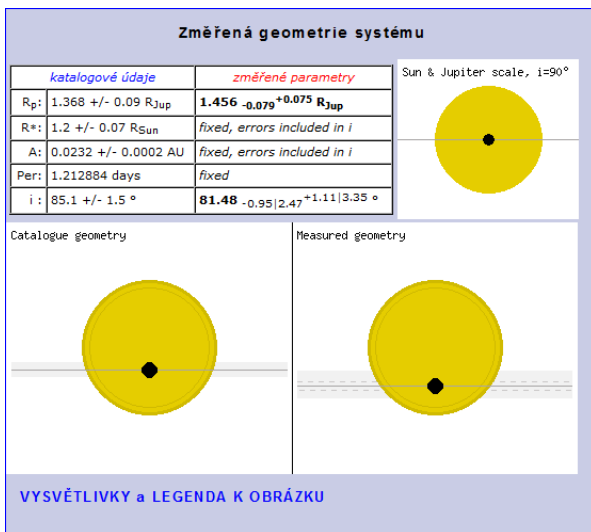 Změřená geometrie systému
katalogové údaje změřené parametry
Rp: 1.368 +/- 0.09 RJup 1.456 -0.079+0.075 RJup
R*: 1.2 +/- 0.07 RSun fixed, errors included in i
A: 0.0232 +/- 0.0002 AU fixed, errors included in i
Per: 1.212884 days fixed
i : 85.1 +/- 1.5 ° 81.48 -0.95|2.47+1.11|3.35 °
Sun & Jupiter scale, i=90°
Catalogue geometry
Measured geometry
VYSVĚTLIVKY a LEGENDA K OBRÁZKU